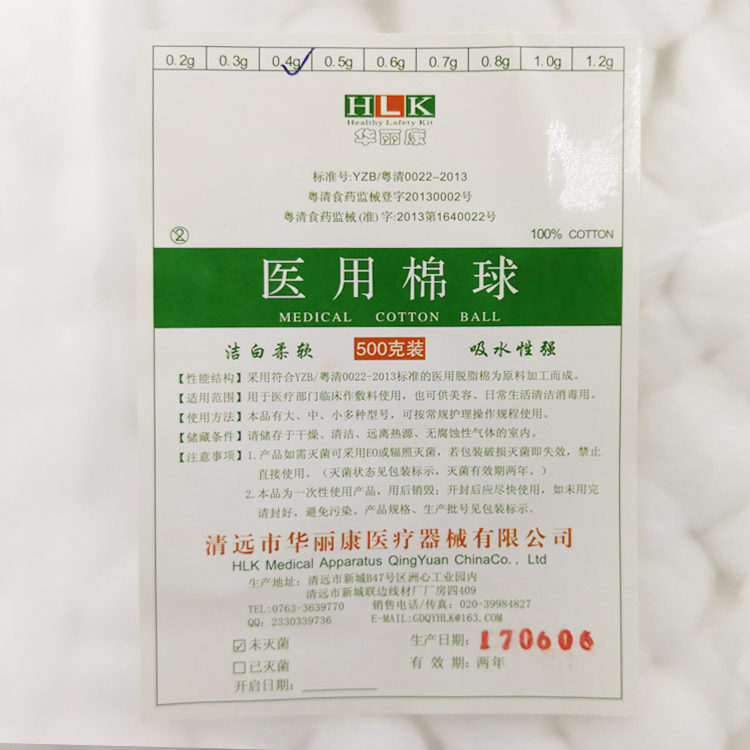 0.2g 0.3g 0.4g 0.5g 0.6g 0.7g 0.8g 1.0g 1.2g
HLK
Healthy Lafety Kit
华丽康
标准号:YZB/粤清0022-2013
粤清食药监械登字20130002号
粤清食药监械(准)字:2013第1640022号
2
100% COTTON
医用棉球
MEDICAL COTTON BALL
洁白柔软 500克装 吸水性强
【性能结构】采用符合YZB/粤清0022-2013标准的医用脱脂棉为原料加工而成。
【适用范围】用于医疗部门临床作敷料使用，也可供美容、日常生活清洁消毒用。
【使用方法】本品有大、中、小多种型号，可按常规护理操作规程使用。
【储藏条件】请储存于干燥、清洁、远离热源、无腐蚀性气体的室内。
【注意事项】1.产品如需灭菌可采用EO或辐照灭菌，若包装破损灭菌即失效，禁止
直接使用。（灭菌状态见包装标示，灭菌有效期两年。）
2.本品为一次性使用产品，用后销毁；开封后应尽快使用，如未用完
请封好，避免污染。产品规格、生产批号见包装标示。
清远市华丽康医疗器械有限公司
HLK Medical Apparatus QingYuan ChinaCo., Ltd
生产地址：清远市新城B47号区洲心工业园内
清远市新城联边线材厂厂房四409
TEL:0763-3639770 销售电话/传真：020-39984827
QQ：2330339736 E-MAIL:GDQYHLK@163.COM
☑未灭菌 生产日期：170606
□已灭菌 有效期：两年
开启日期：